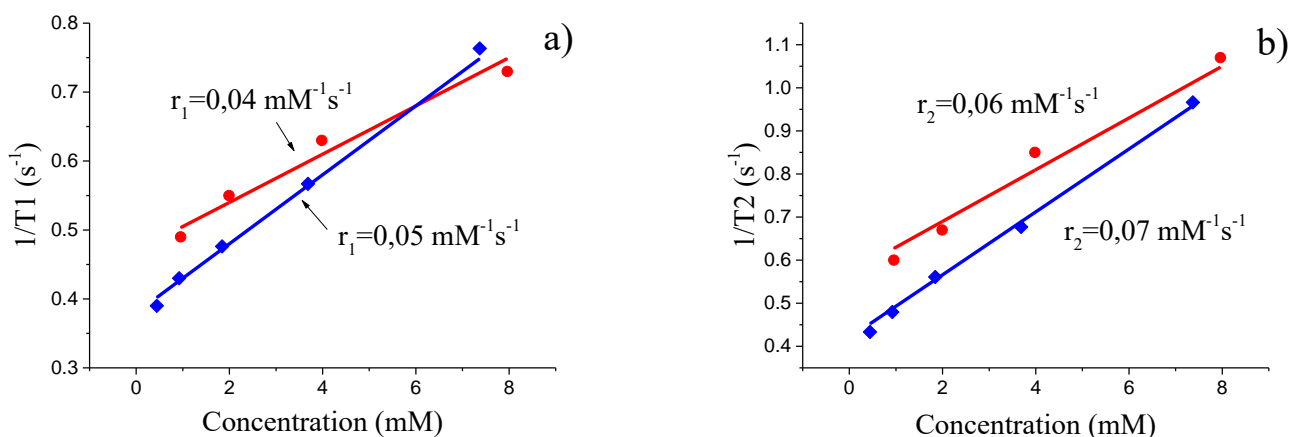 a)
0.8
0.7
0.6
0.5
0.4
0.3
1/T1 (s⁻¹)
r₁=0,04 mM⁻¹s⁻¹
r₁=0,05 mM⁻¹s⁻¹
0 2 4 6 8
Concentration (mM)
b)
1.1
1.0
0.9
0.8
0.7
0.6
0.5
0.4
1/T2 (s⁻¹)
r₂=0,06 mM⁻¹s⁻¹
r₂=0,07 mM⁻¹s⁻¹
0 2 4 6 8
Concentration (mM)